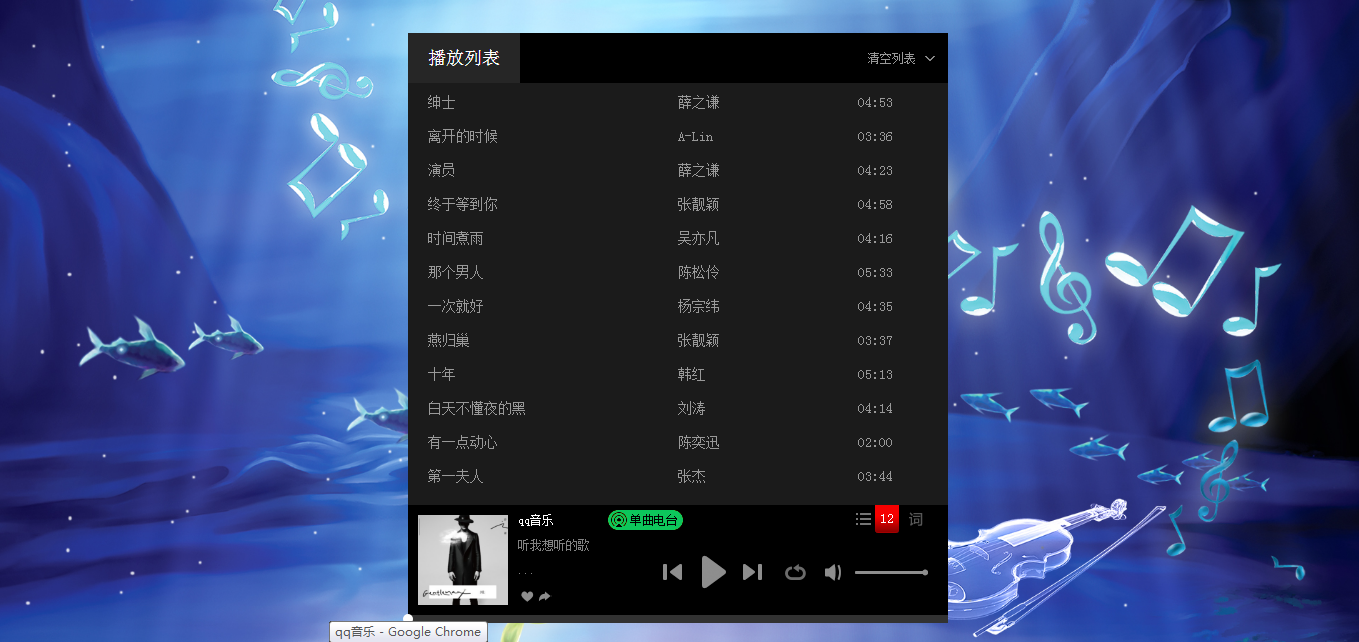 播放列表 清空列表
绅士 薛之谦 04:53
离开的时候 A-Lin 03:36
演员 薛之谦 04:23
终于等到你 张靓颖 04:58
时间煮雨 吴亦凡 04:16
那个男人 陈松伶 05:33
一次就好 杨宗纬 04:35
燕归巢 张靓颖 03:37
十年 韩红 05:13
白天不懂夜的黑 刘涛 04:14
有一点动心 陈奕迅 02:00
第一夫人 张杰 03:44
qq音乐 单曲电台 12 词
听我想听的歌
...
qq音乐 - Google Chrome